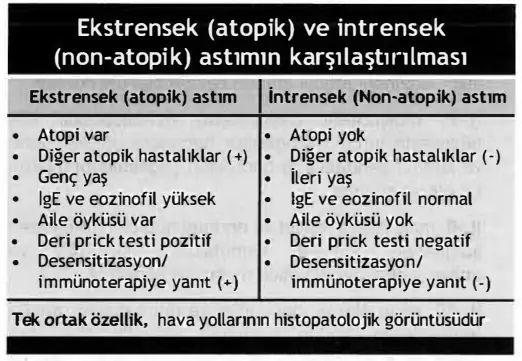 Ekstrensek (atopik) ve intrensek
(non-atopik) astımın karşılaştırılması
Ekstrensek (atopik) astım
• Atopi var
• Diğer atopik hastalıklar (+)
• Genç yaş
• IgE ve eozinofil yüksek
• Aile öyküsü var
• Deri prick testi pozitif
• Desensitizasyon/
immünoterapiye yanıt (+)
İntrensek (Non-atopik) astım
• Atopi yok
• Diğer atopik hastalıklar (-)
• İleri yaş
• IgE ve eozinofil normal
• Aile öyküsü yok
• Deri prick testi negatif
• Desensitizasyon/
immünoterapiye yanıt (-)
Tek ortak özellik, hava yollarının histopatolojik görüntüsüdür